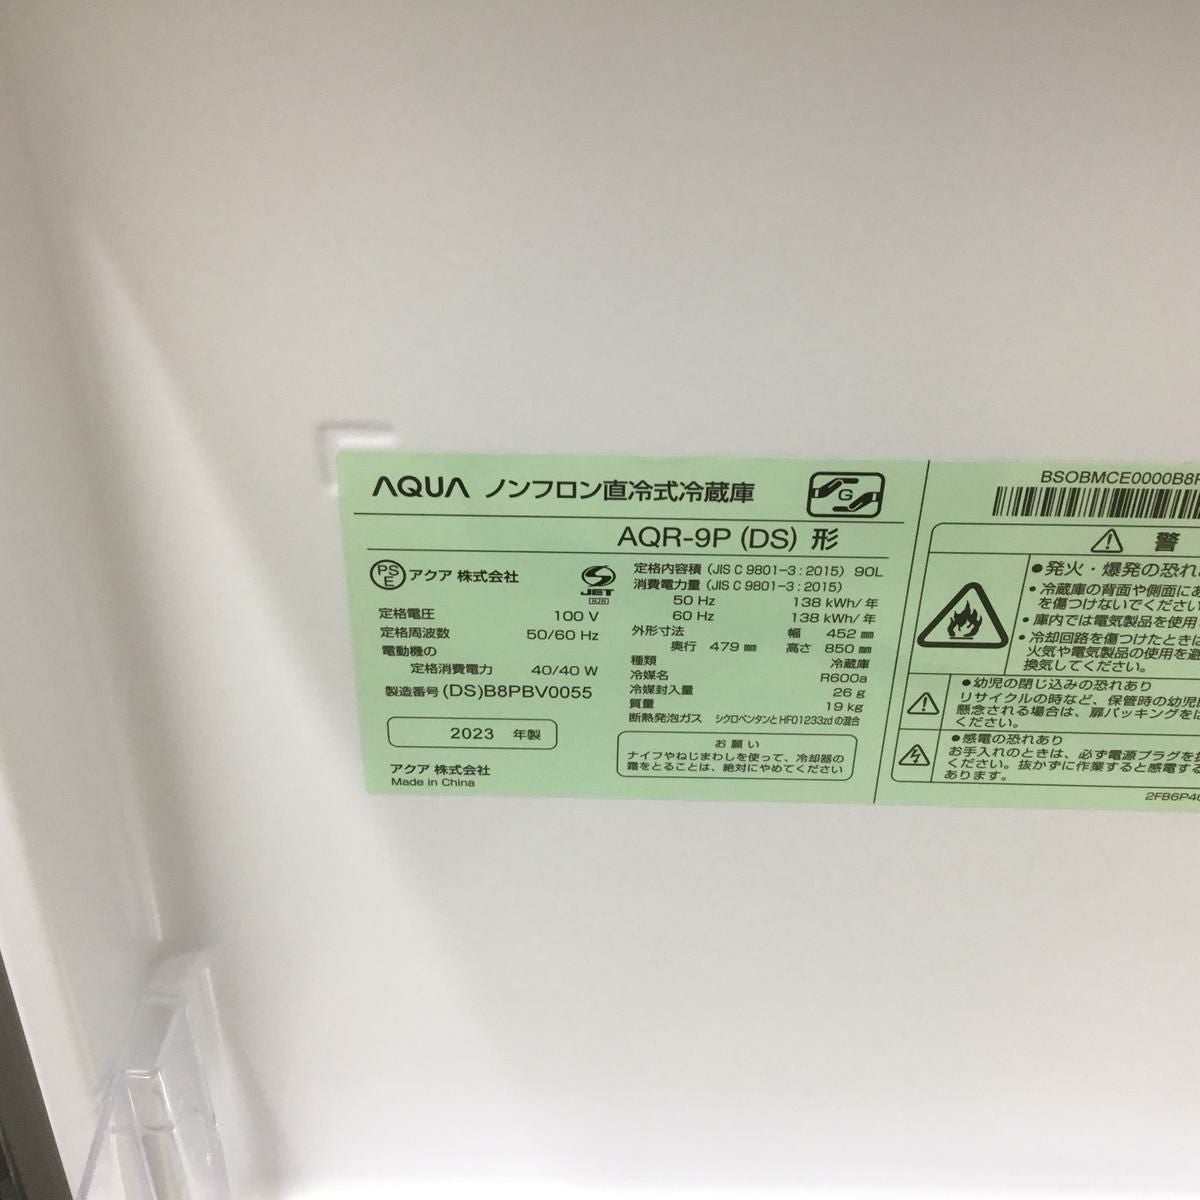 AQUA ノンフロン直冷式冷蔵庫
G
AQR-9P (DS) 形
PS
E
アクア 株式会社
S
JET
定格電圧 100 V
定格周波数 50/60 Hz
電動機の
定格消費電力 40/40 W
製造番号 (DS)B8PBV0055
2023 年製
アクア 株式会社
Made in China
定格内容積 (JIS C 9801-3 : 2015) 90L
消費電力量 (JIS C 9801-3 : 2015)
50 Hz 138 kWh/年
60 Hz 138 kWh/年
外形寸法 幅 452 mm
奥行 479 mm 高さ 850 mm
種類 冷蔵庫
冷媒名 R600a
冷媒封入量 26 g
質量 19 kg
断熱発泡ガス シクロペンタンとHFO1233zdの混合
お 願 い
ナイフやねじまわしを使って、冷却器の
霜をとることは、絶対にやめてください
BSOBMCE0000B8
警
●発火・爆発の恐れ
・冷蔵庫の背面や側面にあ
を傷つけないでください
・庫内では電気製品を使用
・冷却回路を傷つけたときは
火気や電気製品の使用を避
換気してください。
●幼児の閉じ込みの恐れあり
リサイクルの時など、保管時の幼児
懸念される場合は、扉パッキングを
ください。
●感電の恐れあり
お手入れのときは、必ず電源プラグを抜
ください。抜かずに作業すると感電する
あります。
2FB6P4